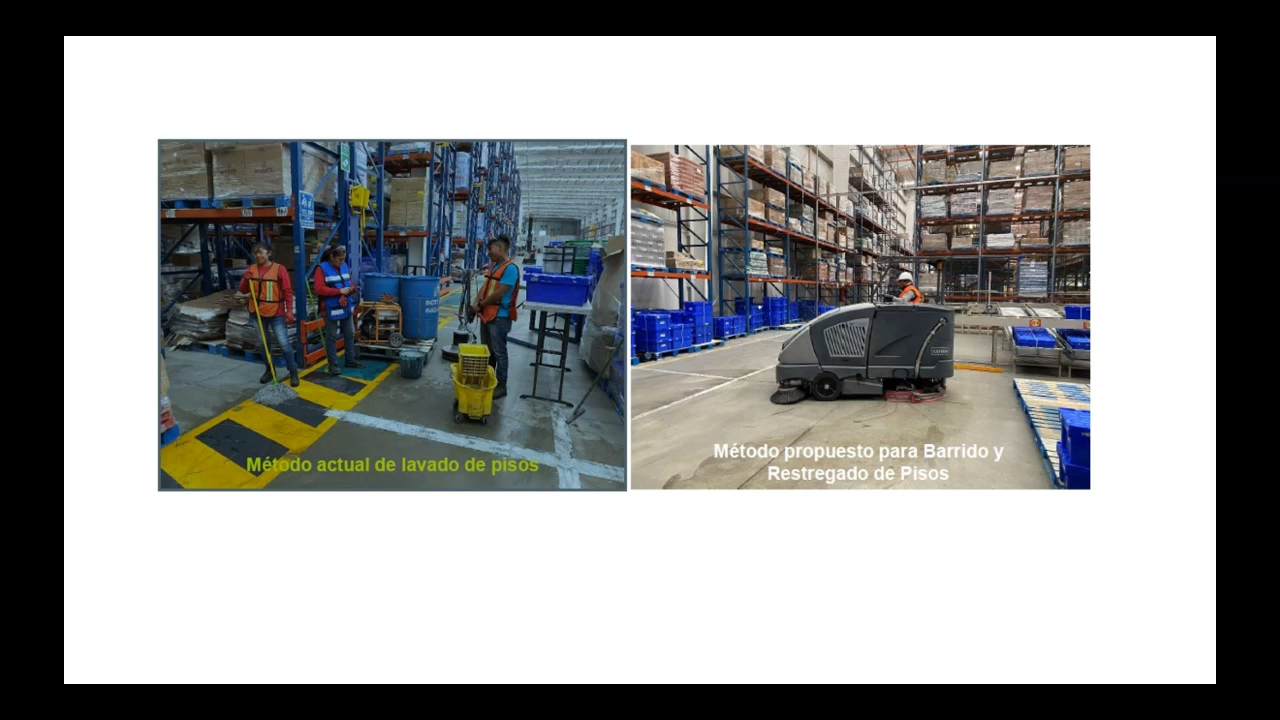 Método actual de lavado de pisos
Método propuesto para Barrido y
Restregado de Pisos